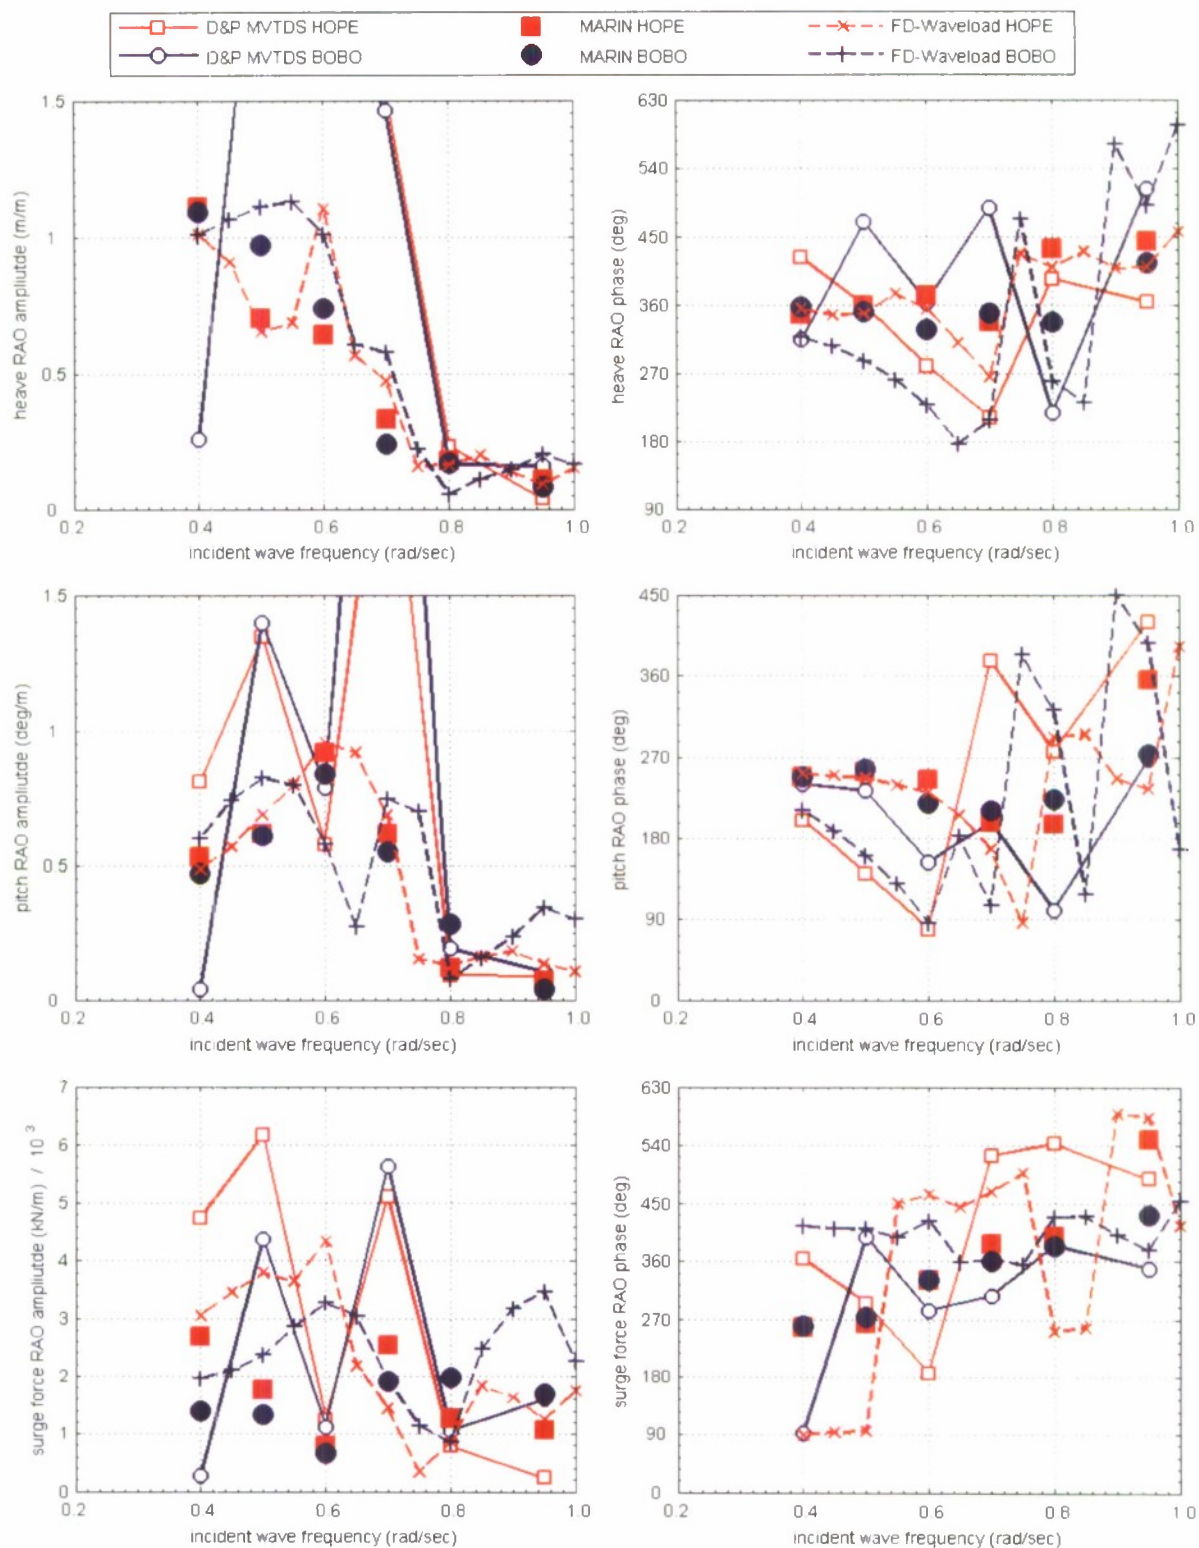 D&P MVTDS HOPE MARIN HOPE FD-Waveload HOPE
D&P MVTDS BOBO MARIN BOBO FD-Waveload BOBO
1.5
1
0.5
0
heave RAO ampliutde (m/m)
0.2 0.4 0.6 0.8 1.0
incident wave frequency (rad/sec)
630
540
450
360
270
180
90
heave RAO phase (deg)
0.2 0.4 0.6 0.8 1.0
incident wave frequency (rad/sec)
1.5
1
0.5
0
pitch RAO ampliutde (deg/m)
0.2 0.4 0.6 0.8 1.0
incident wave frequency (rad/sec)
450
360
270
180
90
0
pitch RAO phase (deg)
0.2 0.4 0.6 0.8 1.0
incident wave frequency (rad/sec)
7
6
5
4
3
2
1
0
surge force RAO ampliutde (kN/m) / 10³
0.2 0.4 0.6 0.8 1.0
incident wave frequency (rad/sec)
630
540
450
360
270
180
90
0
surge force RAO phase (deg)
0.2 0.4 0.6 0.8 1.0
incident wave frequency (rad/sec)